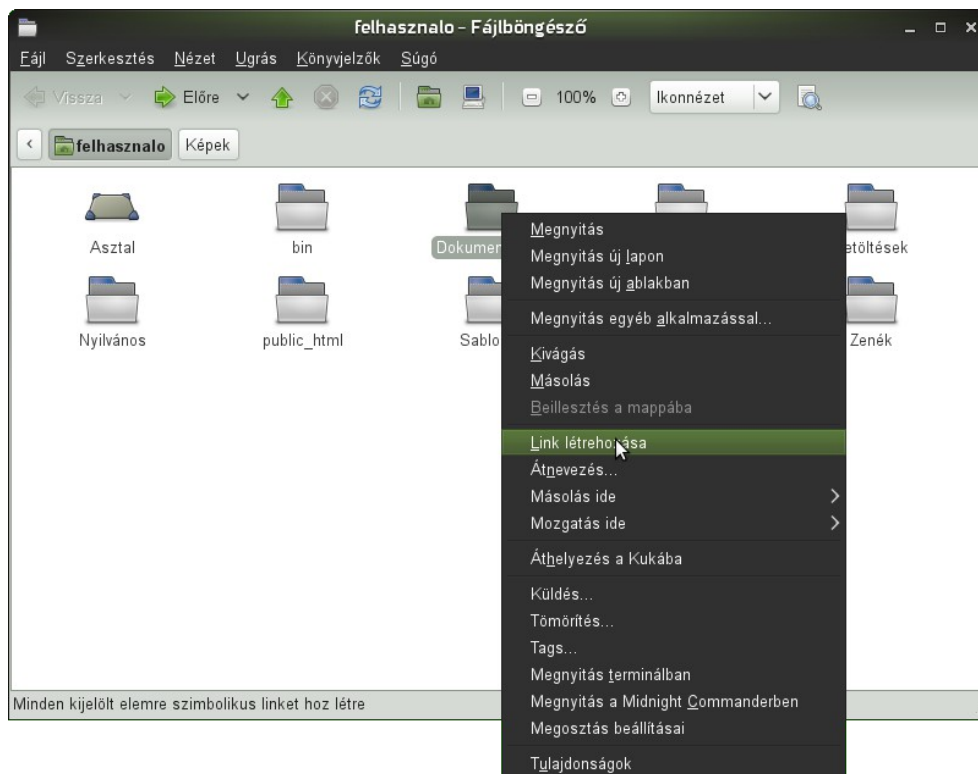 felhasznalo – Fájlböngésző
Fájl Szerkesztés Nézet Ugrás Könyvjelzők Súgó
Vissza Előre 100% Ikonnézet
felhasznalo Képek
Asztal bin
Nyilvános public_html Zenék
Megnyitás
Megnyitás új lapon
Megnyitás új ablakban
Megnyitás egyéb alkalmazással...
Kivágás
Másolás
Beillesztés a mappába
Link létrehozása
Átnevezés...
Másolás ide
Mozgatás ide
Áthelyezés a Kukába
Küldés...
Tömörítés...
Tags...
Megnyitás terminálban
Megnyitás a Midnight Commanderben
Megosztás beállításai
Tulajdonságok
Minden kijelölt elemre szimbolikus linket hoz létre